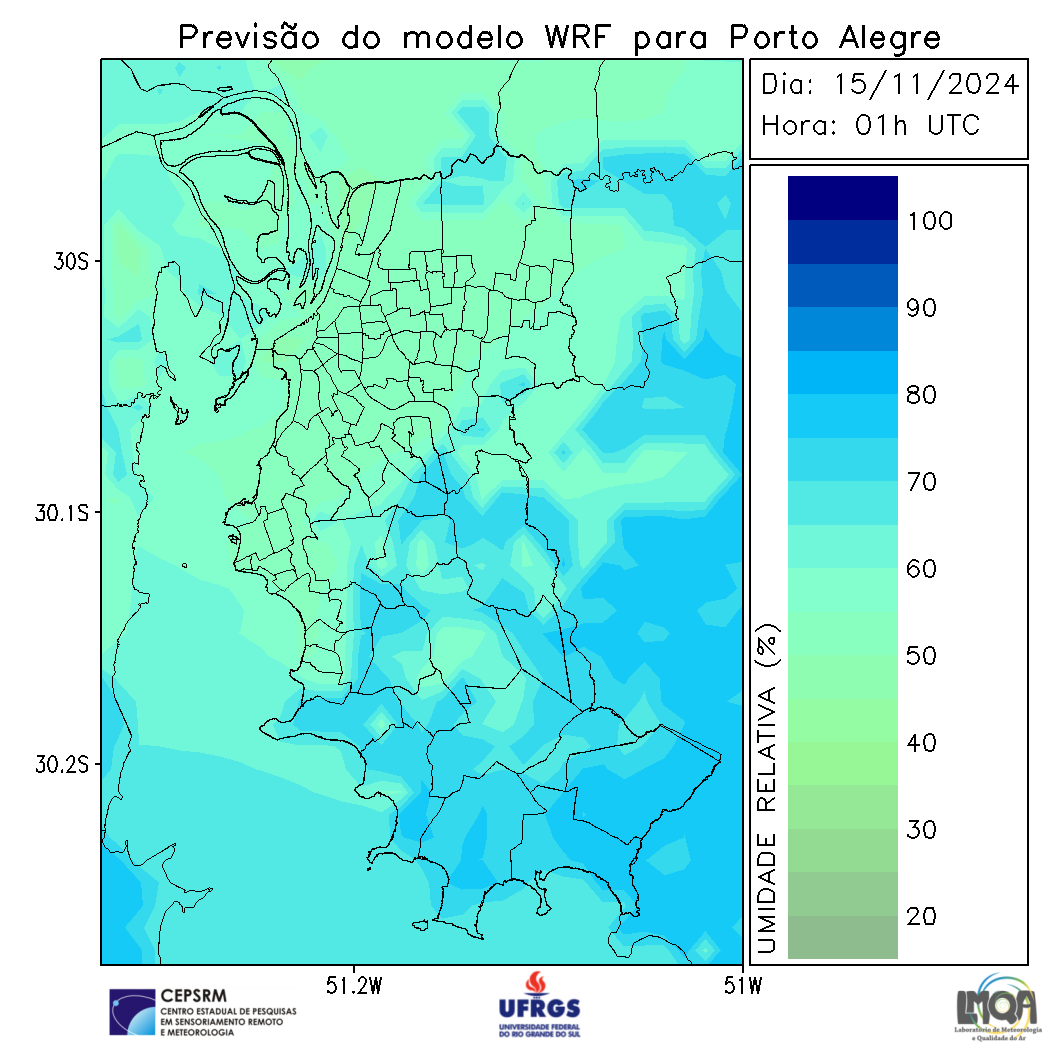 Previsão do modelo WRF para Porto Alegre
Dia: 15/11/2024
Hora: 01h UTC
30S
30.1S
30.2S
51.2W
51W
100
90
80
70
60
50
40
30
20
UMIDADE RELATIVA (%)
CEPSRM
CENTRO ESTADUAL DE PESQUISAS
EM SENSORIAMENTO REMOTO
E METEOROLOGIA
UFRGS
UNIVERSIDADE FEDERAL
DO RIO GRANDE DO SUL
LMQA
Laboratório de Meteorologia
e Qualidade do Ar